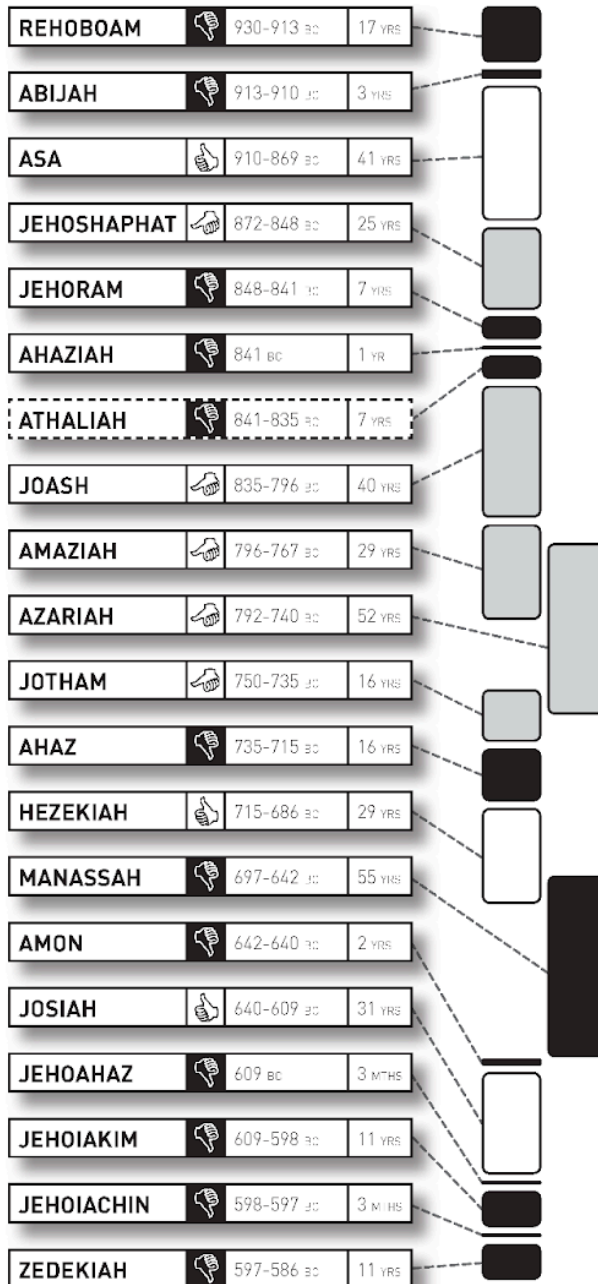 REHOBOAM 930-913 BC 17 YRS
ABIJAH 913-910 BC 3 YRS
ASA 910-869 BC 41 YRS
JEHOSHAPHAT 872-848 BC 25 YRS
JEHORAM 848-841 BC 7 YRS
AHAZIAH 841 BC 1 YR
ATHALIAH 841-835 BC 7 YRS
JOASH 835-796 BC 40 YRS
AMAZIAH 796-767 BC 29 YRS
AZARIAH 792-740 BC 52 YRS
JOTHAM 750-735 BC 16 YRS
AHAZ 735-715 BC 16 YRS
HEZEKIAH 715-686 BC 29 YRS
MANASSAH 697-642 BC 55 YRS
AMON 642-640 BC 2 YRS
JOSIAH 640-609 BC 31 YRS
JEHOAHAZ 609 BC 3 MTHS
JEHOIAKIM 609-598 BC 11 YRS
JEHOIACHIN 598-597 BC 3 MTHS
ZEDEKIAH 597-586 BC 11 YRS